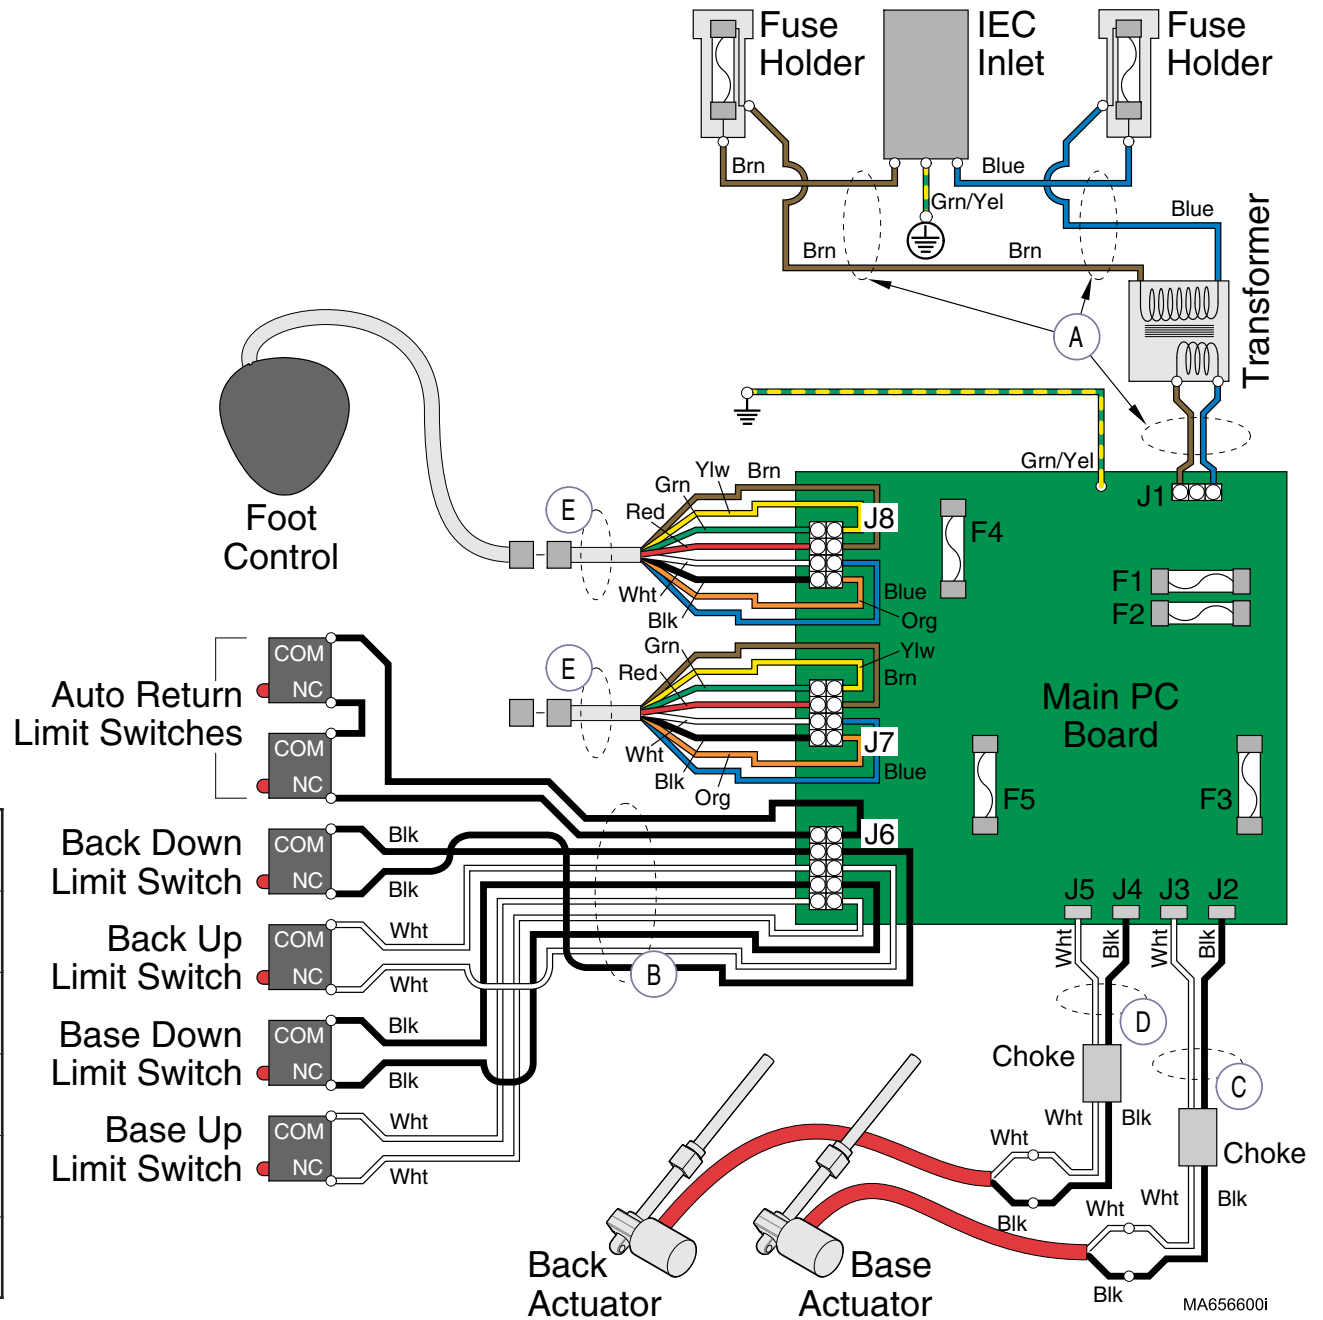 Fuse
Holder
IEC
Inlet
Fuse
Holder
Brn
Blue
Grn/Yel
Blue
Brn
Brn
Transformer
A
Grn/Yel
J1
Foot
Control
E
Ylw
Brn
Grn
Red
J8
Wht
Blk
Blue
Org
F4
F1
F2
E
Grn
Red
Ylw
Brn
Wht
Blk
Org
J7
Blue
Main PC
Board
F5
F3
Auto Return
Limit Switches
COM
NC
COM
NC
J6
Back Down
Limit Switch
COM
NC
Blk
Blk
Back Up
Limit Switch
COM
NC
Wht
Wht
B
Base Down
Limit Switch
COM
NC
Blk
Blk
Base Up
Limit Switch
COM
NC
Wht
Wht
J5
J4
J3
J2
Wht
Blk
Wht
Blk
D
Choke
C
Wht
Blk
Choke
Wht
Blk
Wht
Blk
Wht
Blk
Back
Actuator
Base
Actuator
MA656600i